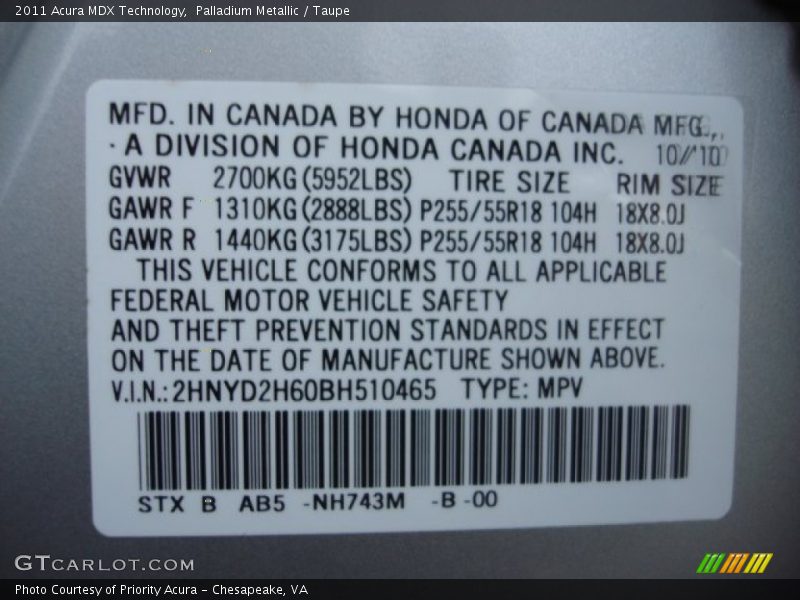 2011 Acura MDX Technology,  Palladium Metallic / Taupe
MFD. IN CANADA BY HONDA OF CANADA MFG.,
A DIVISION OF HONDA CANADA INC. 10/10
GVWR 2700KG(5952LBS) TIRE SIZE RIM SIZE
GAWR F 1310KG(2888LBS) P255/55R18 104H 18X8.0J
GAWR R 1440KG(3175LBS) P255/55R18 104H 18X8.0J
THIS VEHICLE CONFORMS TO ALL APPLICABLE
FEDERAL MOTOR VEHICLE SAFETY
AND THEFT PREVENTION STANDARDS IN EFFECT
ON THE DATE OF MANUFACTURE SHOWN ABOVE.
V.I.N.: 2HNYD2H60BH510465 TYPE: MPV
STX B AB5 -NH743M -B -00
GTCARLOT.COM
Photo Courtesy of Priority Acura – Chesapeake, VA